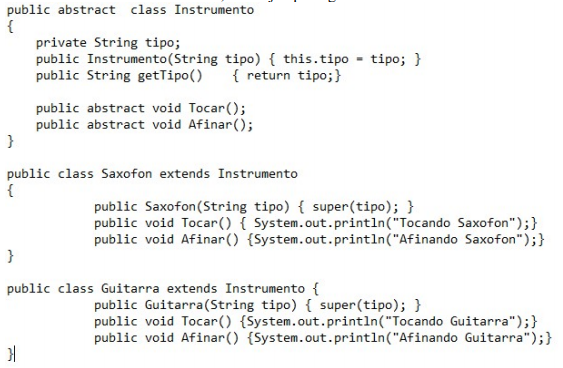 public abstract  class Instrumento
{
    private String tipo;
    public Instrumento(String tipo) { this.tipo = tipo; }
    public String getTipo()    { return tipo;}

    public abstract void Tocar();
    public abstract void Afinar();
}

public class Saxofon extends Instrumento
{
            public Saxofon(String tipo) { super(tipo); }
            public void Tocar() { System.out.println("Tocando Saxofon");}
            public void Afinar() {System.out.println("Afinando Saxofon");}
}

public class Guitarra extends Instrumento {
            public Guitarra(String tipo) { super(tipo); }
            public void Tocar() {System.out.println("Tocando Guitarra");}
            public void Afinar() {System.out.println("Afinando Guitarra");}
}